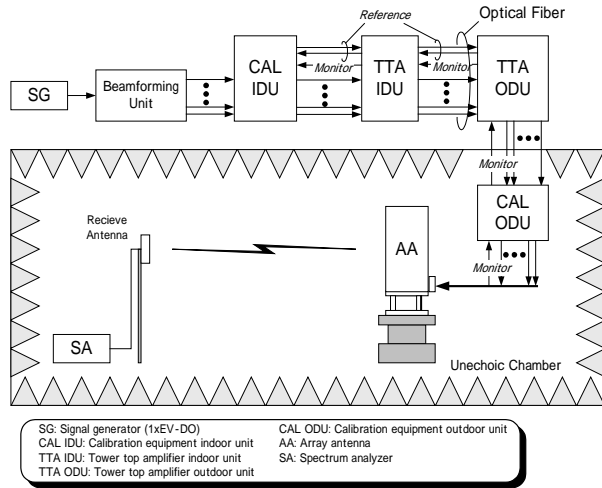 Reference
Optical Fiber
SG
Beamforming
Unit
CAL
IDU
Monitor
TTA
IDU
Monitor
TTA
ODU
Monitor
CAL
ODU
Monitor
Recieve
Antenna
AA
SA
Unechoic Chamber
SG: Signal generator (1xEV-DO)
CAL IDU: Calibration equipment indoor unit
TTA IDU: Tower top amplifier indoor unit
TTA ODU: Tower top amplifier outdoor unit
CAL ODU: Calibration equipment outdoor unit
AA: Array antenna
SA: Spectrum analyzer